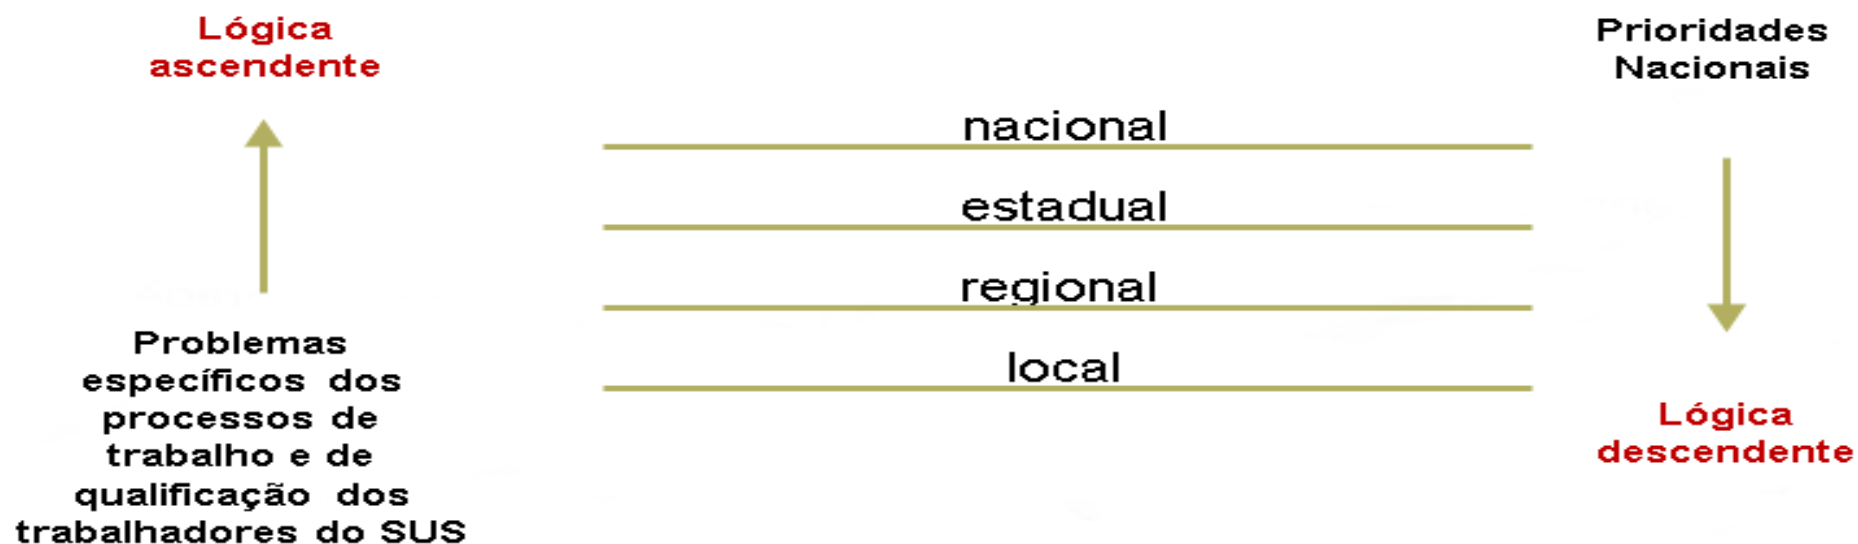 Lógica
ascendente
Problemas
específicos dos
processos de
trabalho e de
qualificação dos
trabalhadores do SUS
nacional
estadual
regional
local
Prioridades
Nacionais
Lógica
descendente